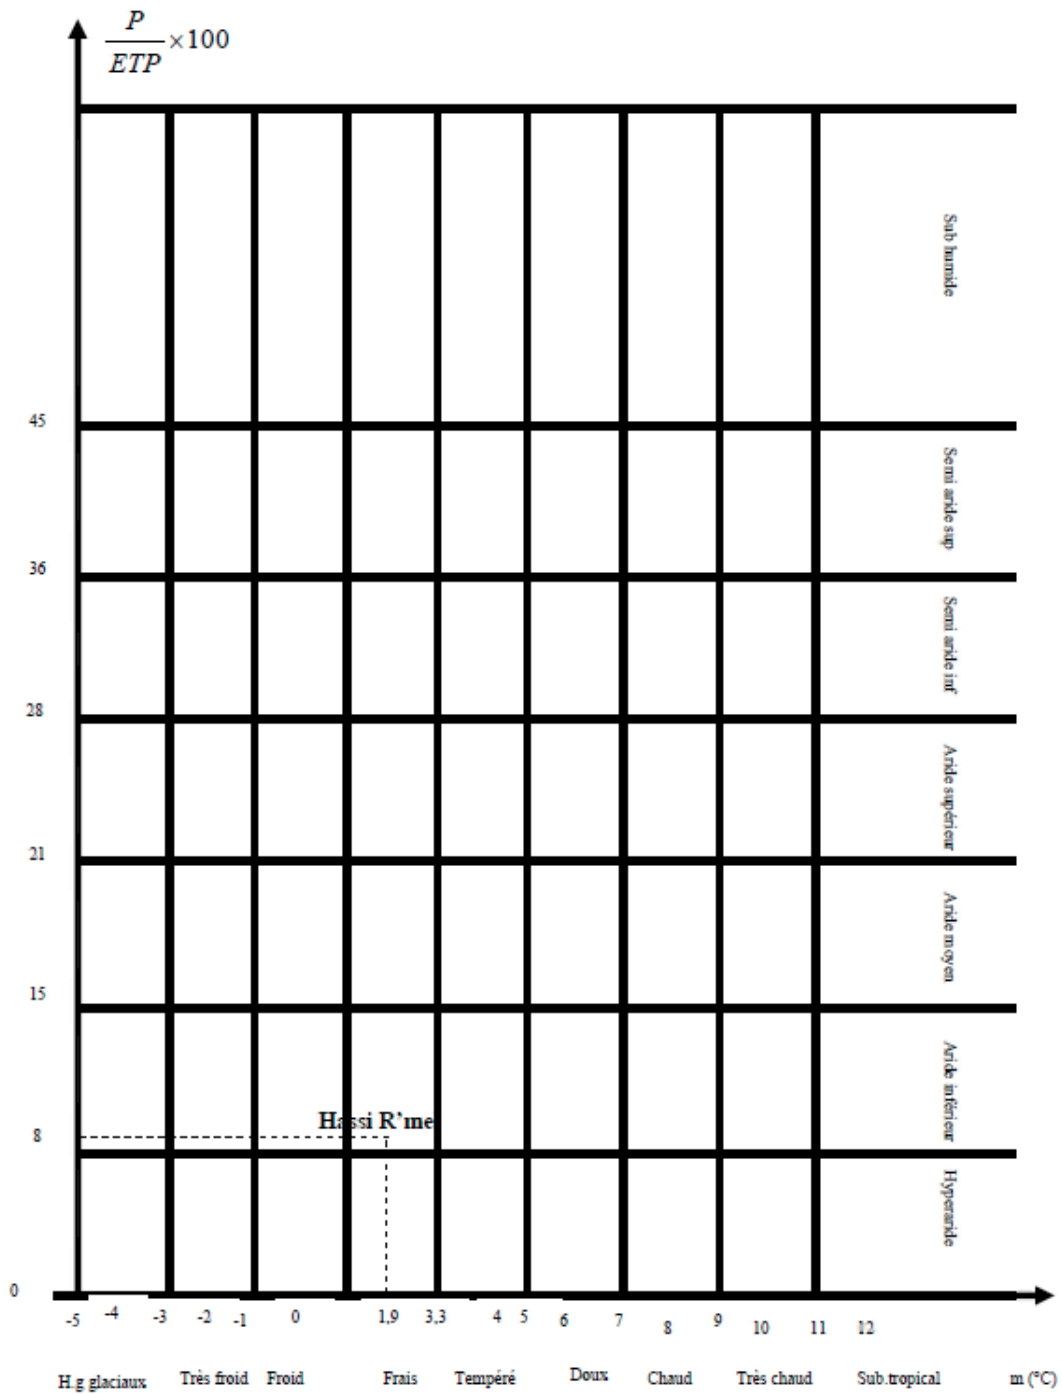 P
ETP
×100
Sub humide
45
Semi aride sup
36
Semi aride inf
28
Aride supérieur
21
Aride moyen
15
Aride inférieur
Hassi R'me
8
Hyperaride
0
-5 -4 -3 -2 -1 0 1,9 3,3 4 5 6 7 8 9 10 11 12
H.g glaciaux Très froid Froid Frais Tempéré Doux Chaud Très chaud Sub.tropical m (°C)